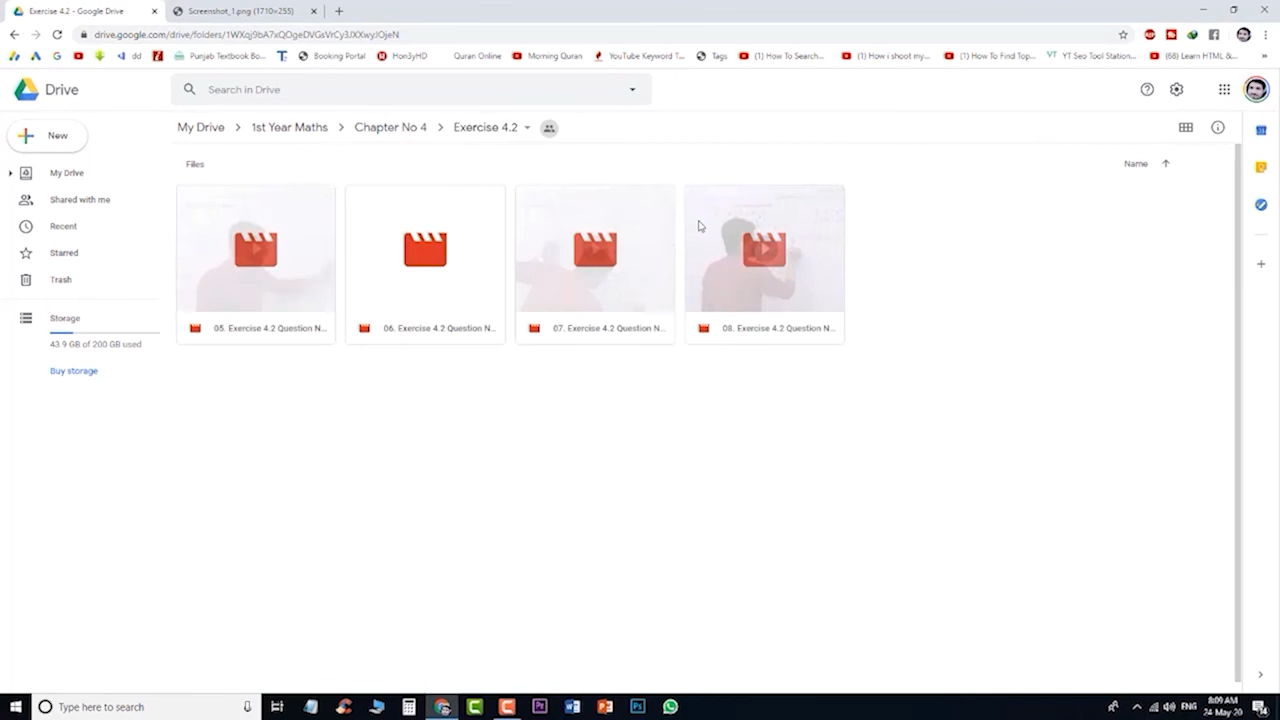 Exercise 4.2 - Google Drive
Screenshot_1.png (1710×255)
drive.google.com/drive/folders/1WXqj9bA7xQOgeDVGsVrCy3JXXwyJOjeN
dd
Punjab Textbook Bo...
Booking Portal
Hon3yHD
Quran Online
Morning Quran
YouTube Keyword T...
Tags
(1) How To Search...
(1) How i shoot my...
(1) How To Find Top...
YT Seo Tool Station...
(68) Learn HTML &...
Drive
Search in Drive
New
My Drive
1st Year Maths
Chapter No 4
Exercise 4.2
Files
Name
My Drive
Shared with me
Recent
Starred
Trash
Storage
43.9 GB of 200 GB used
Buy storage
05. Exercise 4.2 Question N...
06. Exercise 4.2 Question N...
07. Exercise 4.2 Question N...
08. Exercise 4.2 Question N...
Type here to search
ENG
8:09 AM
24-May-20